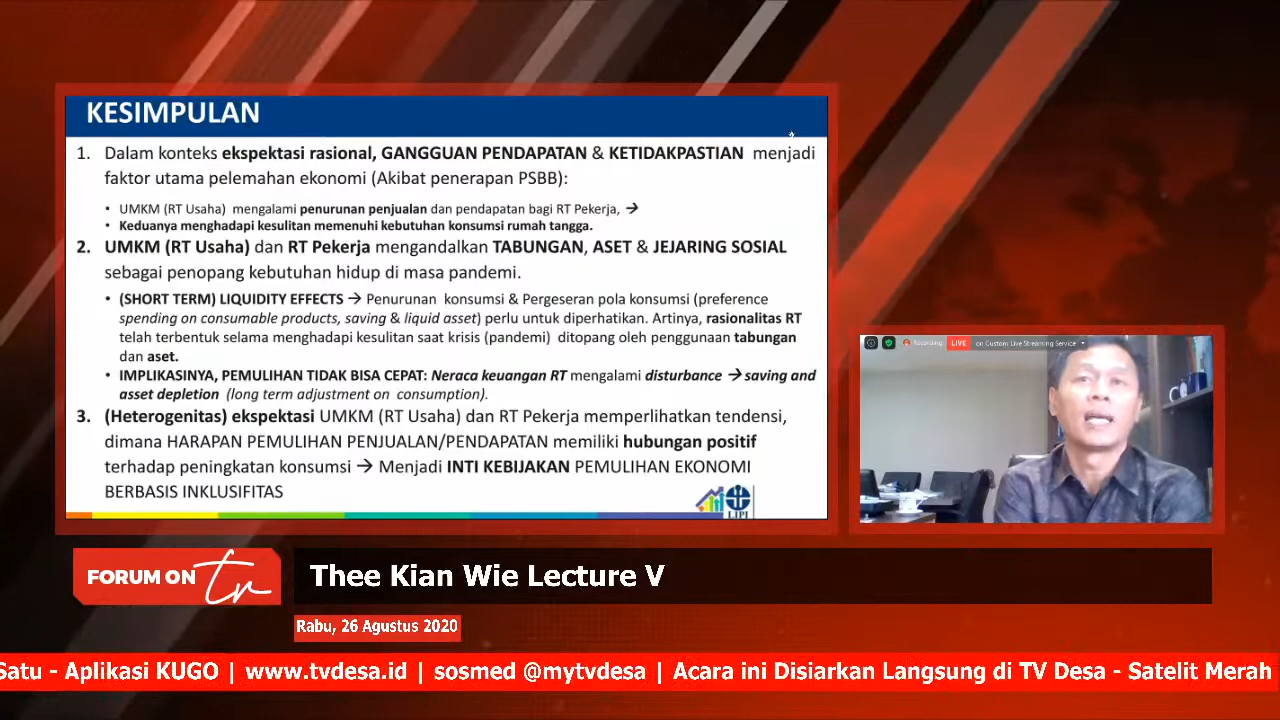 KESIMPULAN
1. Dalam konteks ekspektasi rasional, GANGGUAN PENDAPATAN & KETIDAKPASTIAN menjadi
faktor utama pelemahan ekonomi (Akibat penerapan PSBB):
• UMKM (RT Usaha) mengalami penurunan penjualan dan pendapatan bagi RT Pekerja, →
• Keduanya menghadapi kesulitan memenuhi kebutuhan konsumsi rumah tangga.
2. UMKM (RT Usaha) dan RT Pekerja mengandalkan TABUNGAN, ASET & JEJARING SOSIAL
sebagai penopang kebutuhan hidup di masa pandemi.
• (SHORT TERM) LIQUIDITY EFFECTS → Penurunan konsumsi & Pergeseran pola konsumsi (preference
spending on consumable products, saving & liquid asset) perlu untuk diperhatikan. Artinya, rasionalitas RT
telah terbentuk selama menghadapi kesulitan saat krisis (pandemi) ditopang oleh penggunaan tabungan
dan aset.
• IMPLIKASINYA, PEMULIHAN TIDAK BISA CEPAT: Neraca keuangan RT mengalami disturbance → saving and
asset depletion (long term adjustment on consumption).
3. (Heterogenitas) ekspektasi UMKM (RT Usaha) dan RT Pekerja memperlihatkan tendensi,
dimana HARAPAN PEMULIHAN PENJUALAN/PENDAPATAN memiliki hubungan positif
terhadap peningkatan konsumsi → Menjadi INTI KEBIJAKAN PEMULIHAN EKONOMI
BERBASIS INKLUSIFITAS
LIPI
Recording LIVE on Custom Live Streaming Service
FORUM ON tv
Thee Kian Wie Lecture V
Rabu, 26 Agustus 2020
Satu - Aplikasi KUGO | www.tvdesa.id | sosmed @mytvdesa | Acara ini Disiarkan Langsung di TV Desa - Satelit Merah